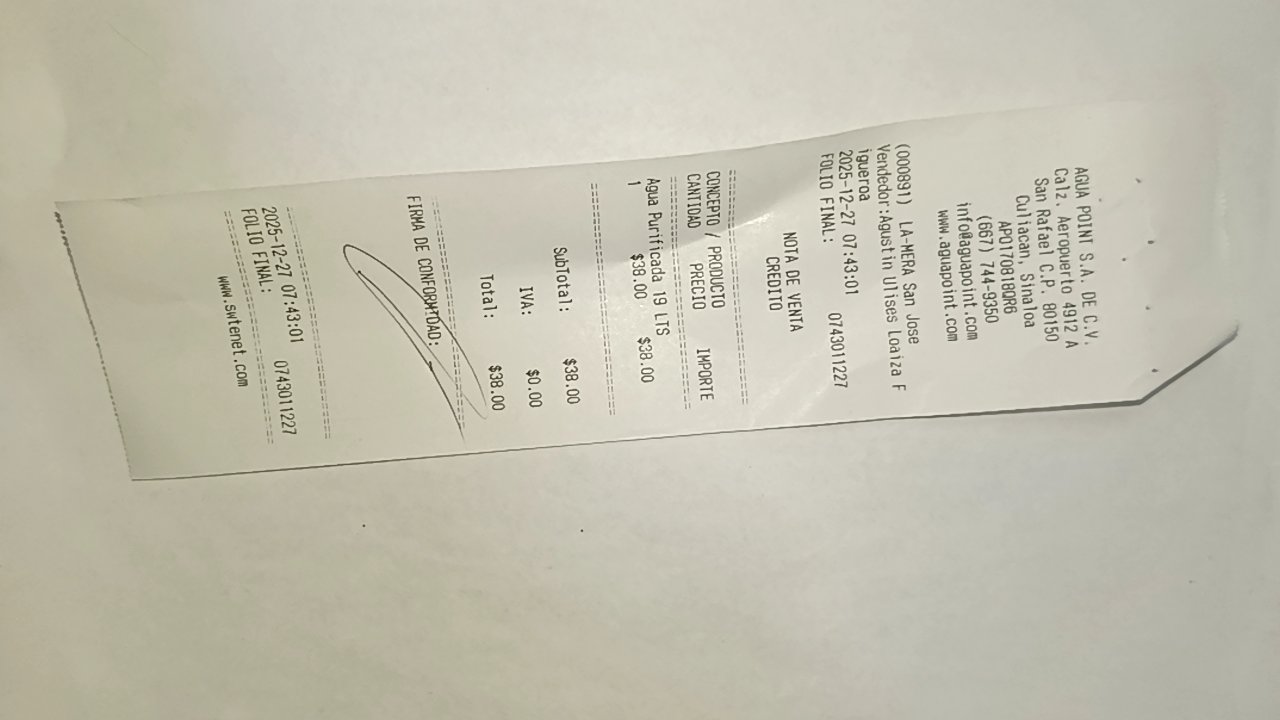 AGUA POINT S.A. DE C.V.
Calz. Aeropuerto 4912 A
San Rafael C.P. 80150
Culiacan, Sinaloa
APO170818QR6
(667) 744-9350
info@aguapoint.com
www.aguapoint.com
(000891) LA-MERA San Jose
Vendedor:Agustin Ulises Loaiza F
igueroa
2025-12-27 07:43:01
FOLIO FINAL: 0743011227
NOTA DE VENTA
CREDITO
================================
CONCEPTO / PRODUCTO
CANTIDAD PRECIO IMPORTE
================================
Agua Purificada 19 LTS
1 $38.00 $38.00
================================
SubTotal: $38.00
IVA: $0.00
Total: $38.00
================================
FIRMA DE CONFORMIDAD:
================================
2025-12-27 07:43:01
FOLIO FINAL: 0743011227
================================
www.swtenet.com